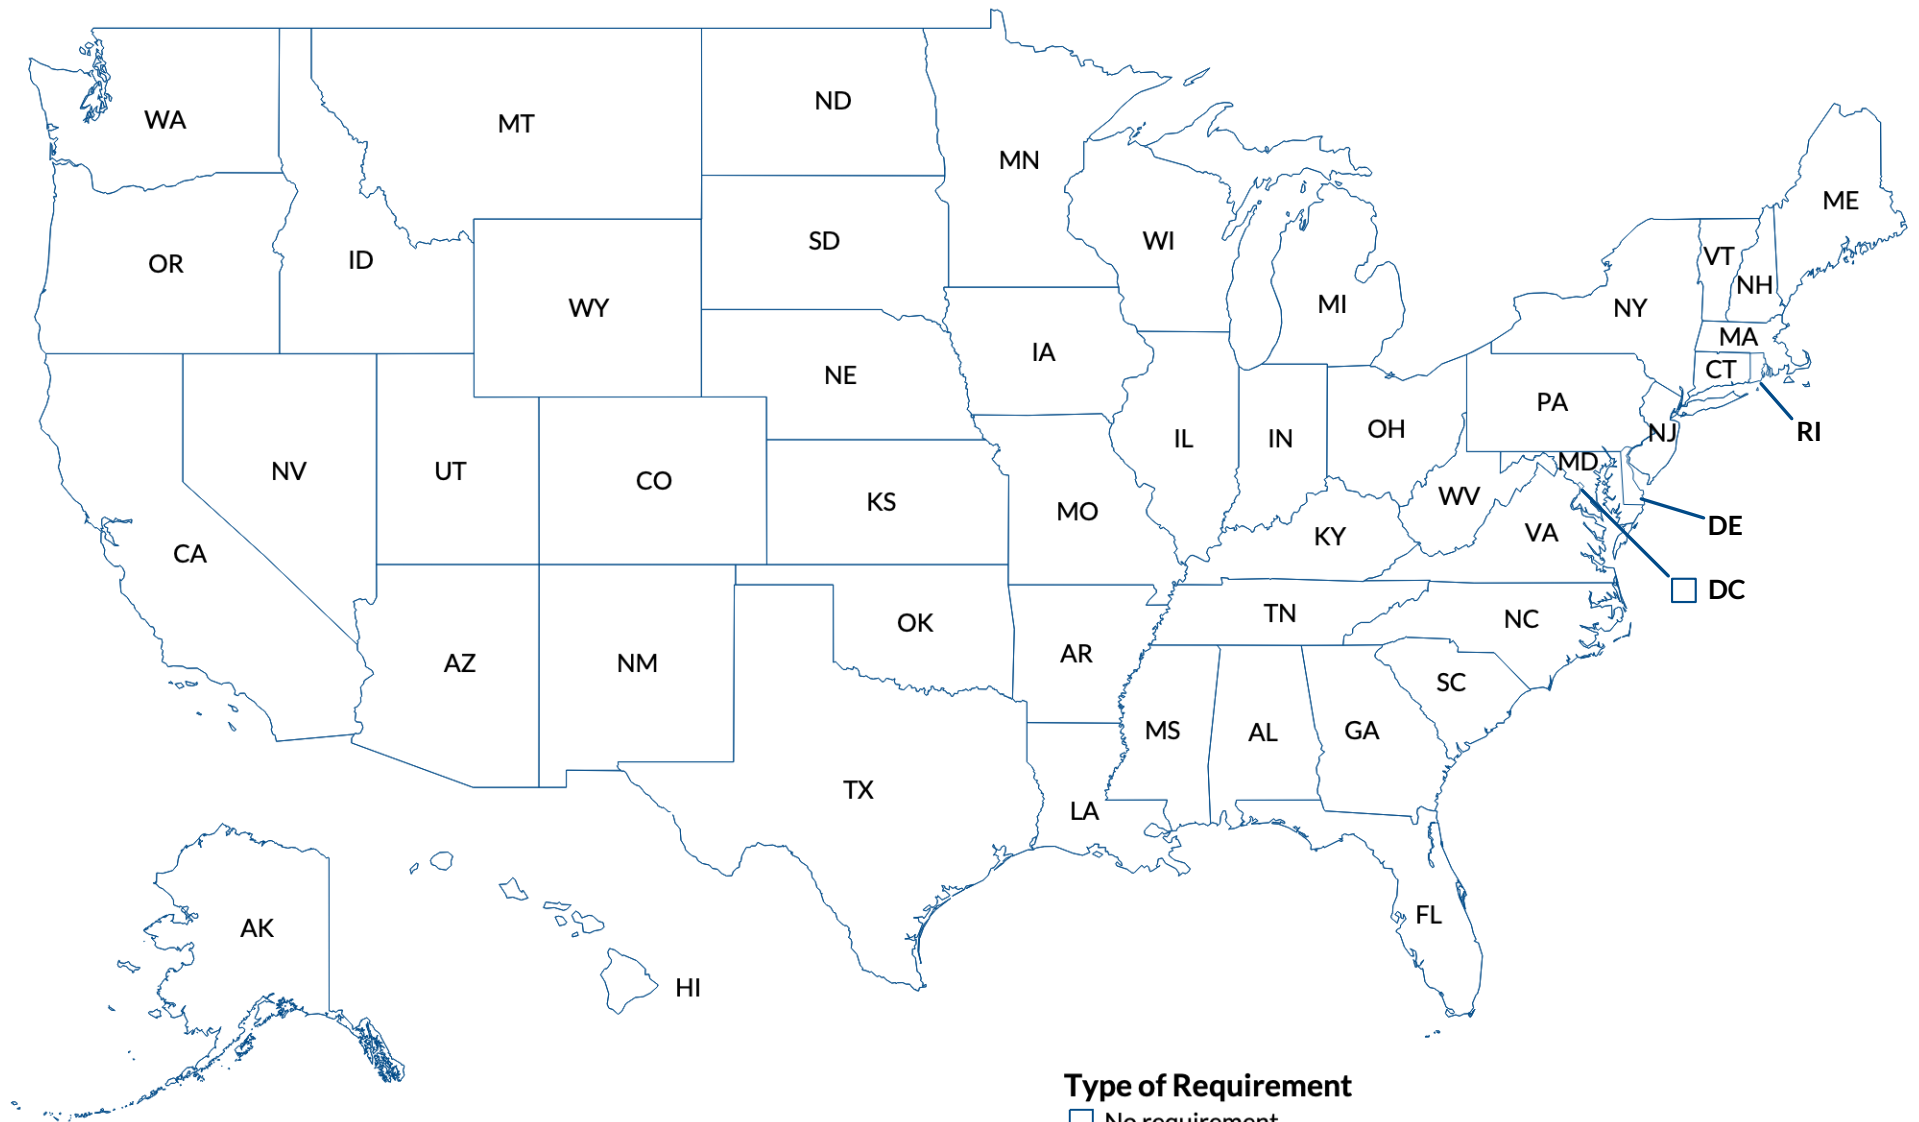 WA
MT
ND
MN
OR
ID
WY
SD
WI
MI
ME
VT
NH
NY
MA
CT
RI
IA
NE
PA
NJ
NV
UT
CO
KS
MO
IL
IN
OH
WV
MD
DE
VA
KY
DC
CA
AZ
NM
OK
AR
TN
NC
SC
MS
AL
GA
TX
LA
FL
AK
HI
Type of Requirement
No requirement